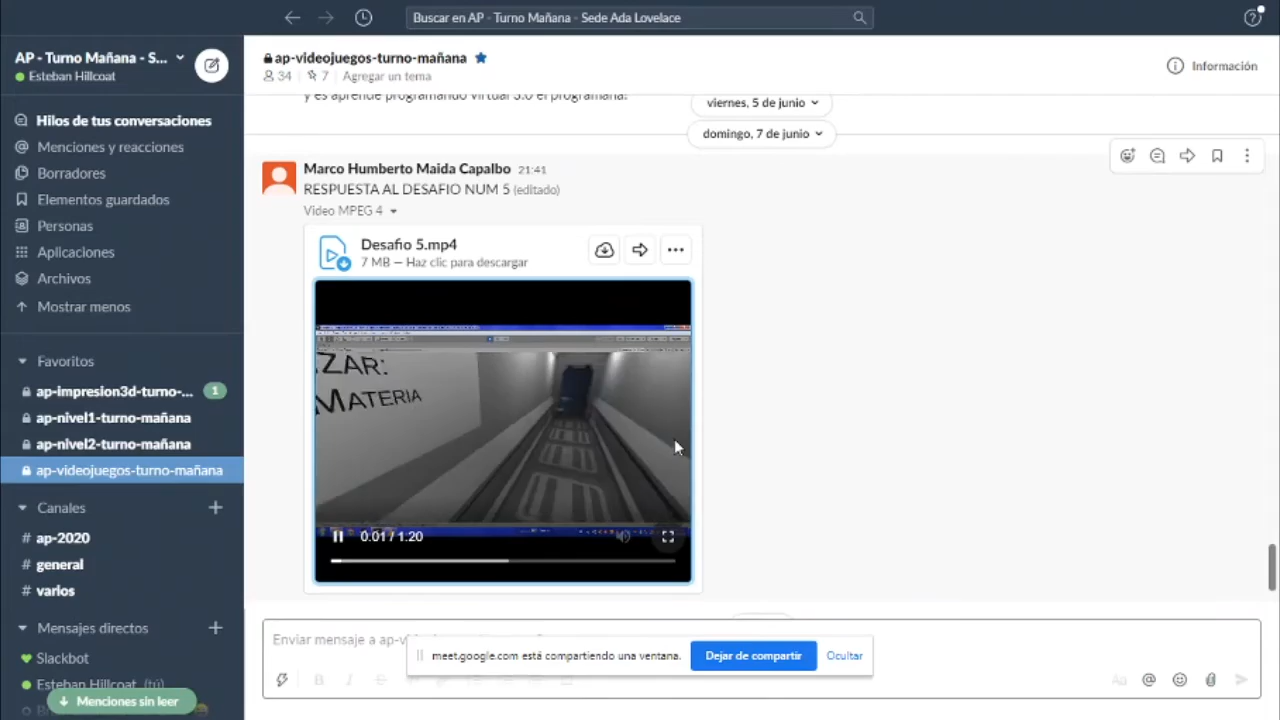 Buscar en AP - Turno Mañana - Sede Ada Lovelace
AP - Turno Mañana - S...
Esteban Hillcoat
Hilos de tus conversaciones
Menciones y reacciones
Borradores
Elementos guardados
Personas
Aplicaciones
Archivos
Mostrar menos
Favoritos
ap-impresion3d-turno-... 1
ap-nivel1-turno-mañana
ap-nivel2-turno-mañana
ap-videojuegos-turno-mañana
Canales
# ap-2020
# general
# varios
Mensajes directos
Slackbot
Esteban Hillcoat (tú)
Menciones sin leer
ap-videojuegos-turno-mañana
34 | 7 | Agregar un tema
Información
y es aprende programando virtual 3.0 el programana!
viernes, 5 de junio
domingo, 7 de junio
Marco Humberto Maida Capalbo 21:41
RESPUESTA AL DESAFIO NUM 5 (editado)
Video MPEG 4
Desafio 5.mp4
7 MB — Haz clic para descargar
ZAR:
MATERIA
0:01 / 1:20
Enviar mensaje a ap-
meet.google.com está compartiendo una ventana.
Dejar de compartir
Ocultar